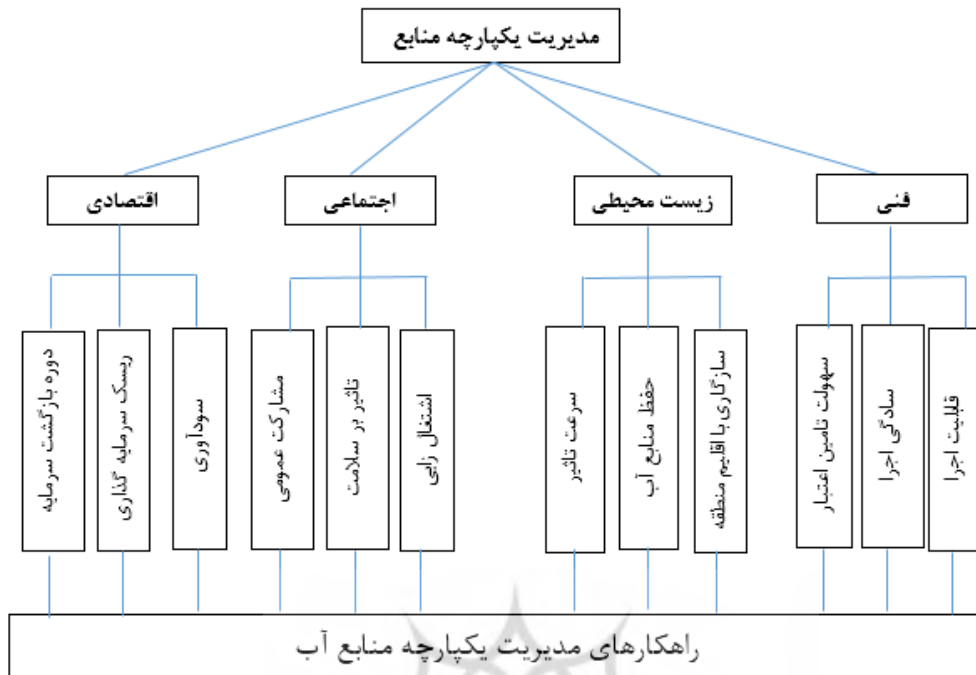 مدیریت یکپارچه منابع
فنی
زیست محیطی
اجتماعی
اقتصادی
قابلیت اجرا
سادگی اجرا
سهولت تامین اعتبار
سازگاری با اقلیم منطقه
حفظ منابع آب
سرعت تاثیر
اشتغال زایی
تاثیر بر سلامت
مشارکت عمومی
سودآوری
ریسک سرمایه گذاری
دوره بازگشت سرمایه
راهکارهای مدیریت یکپارچه منابع آب